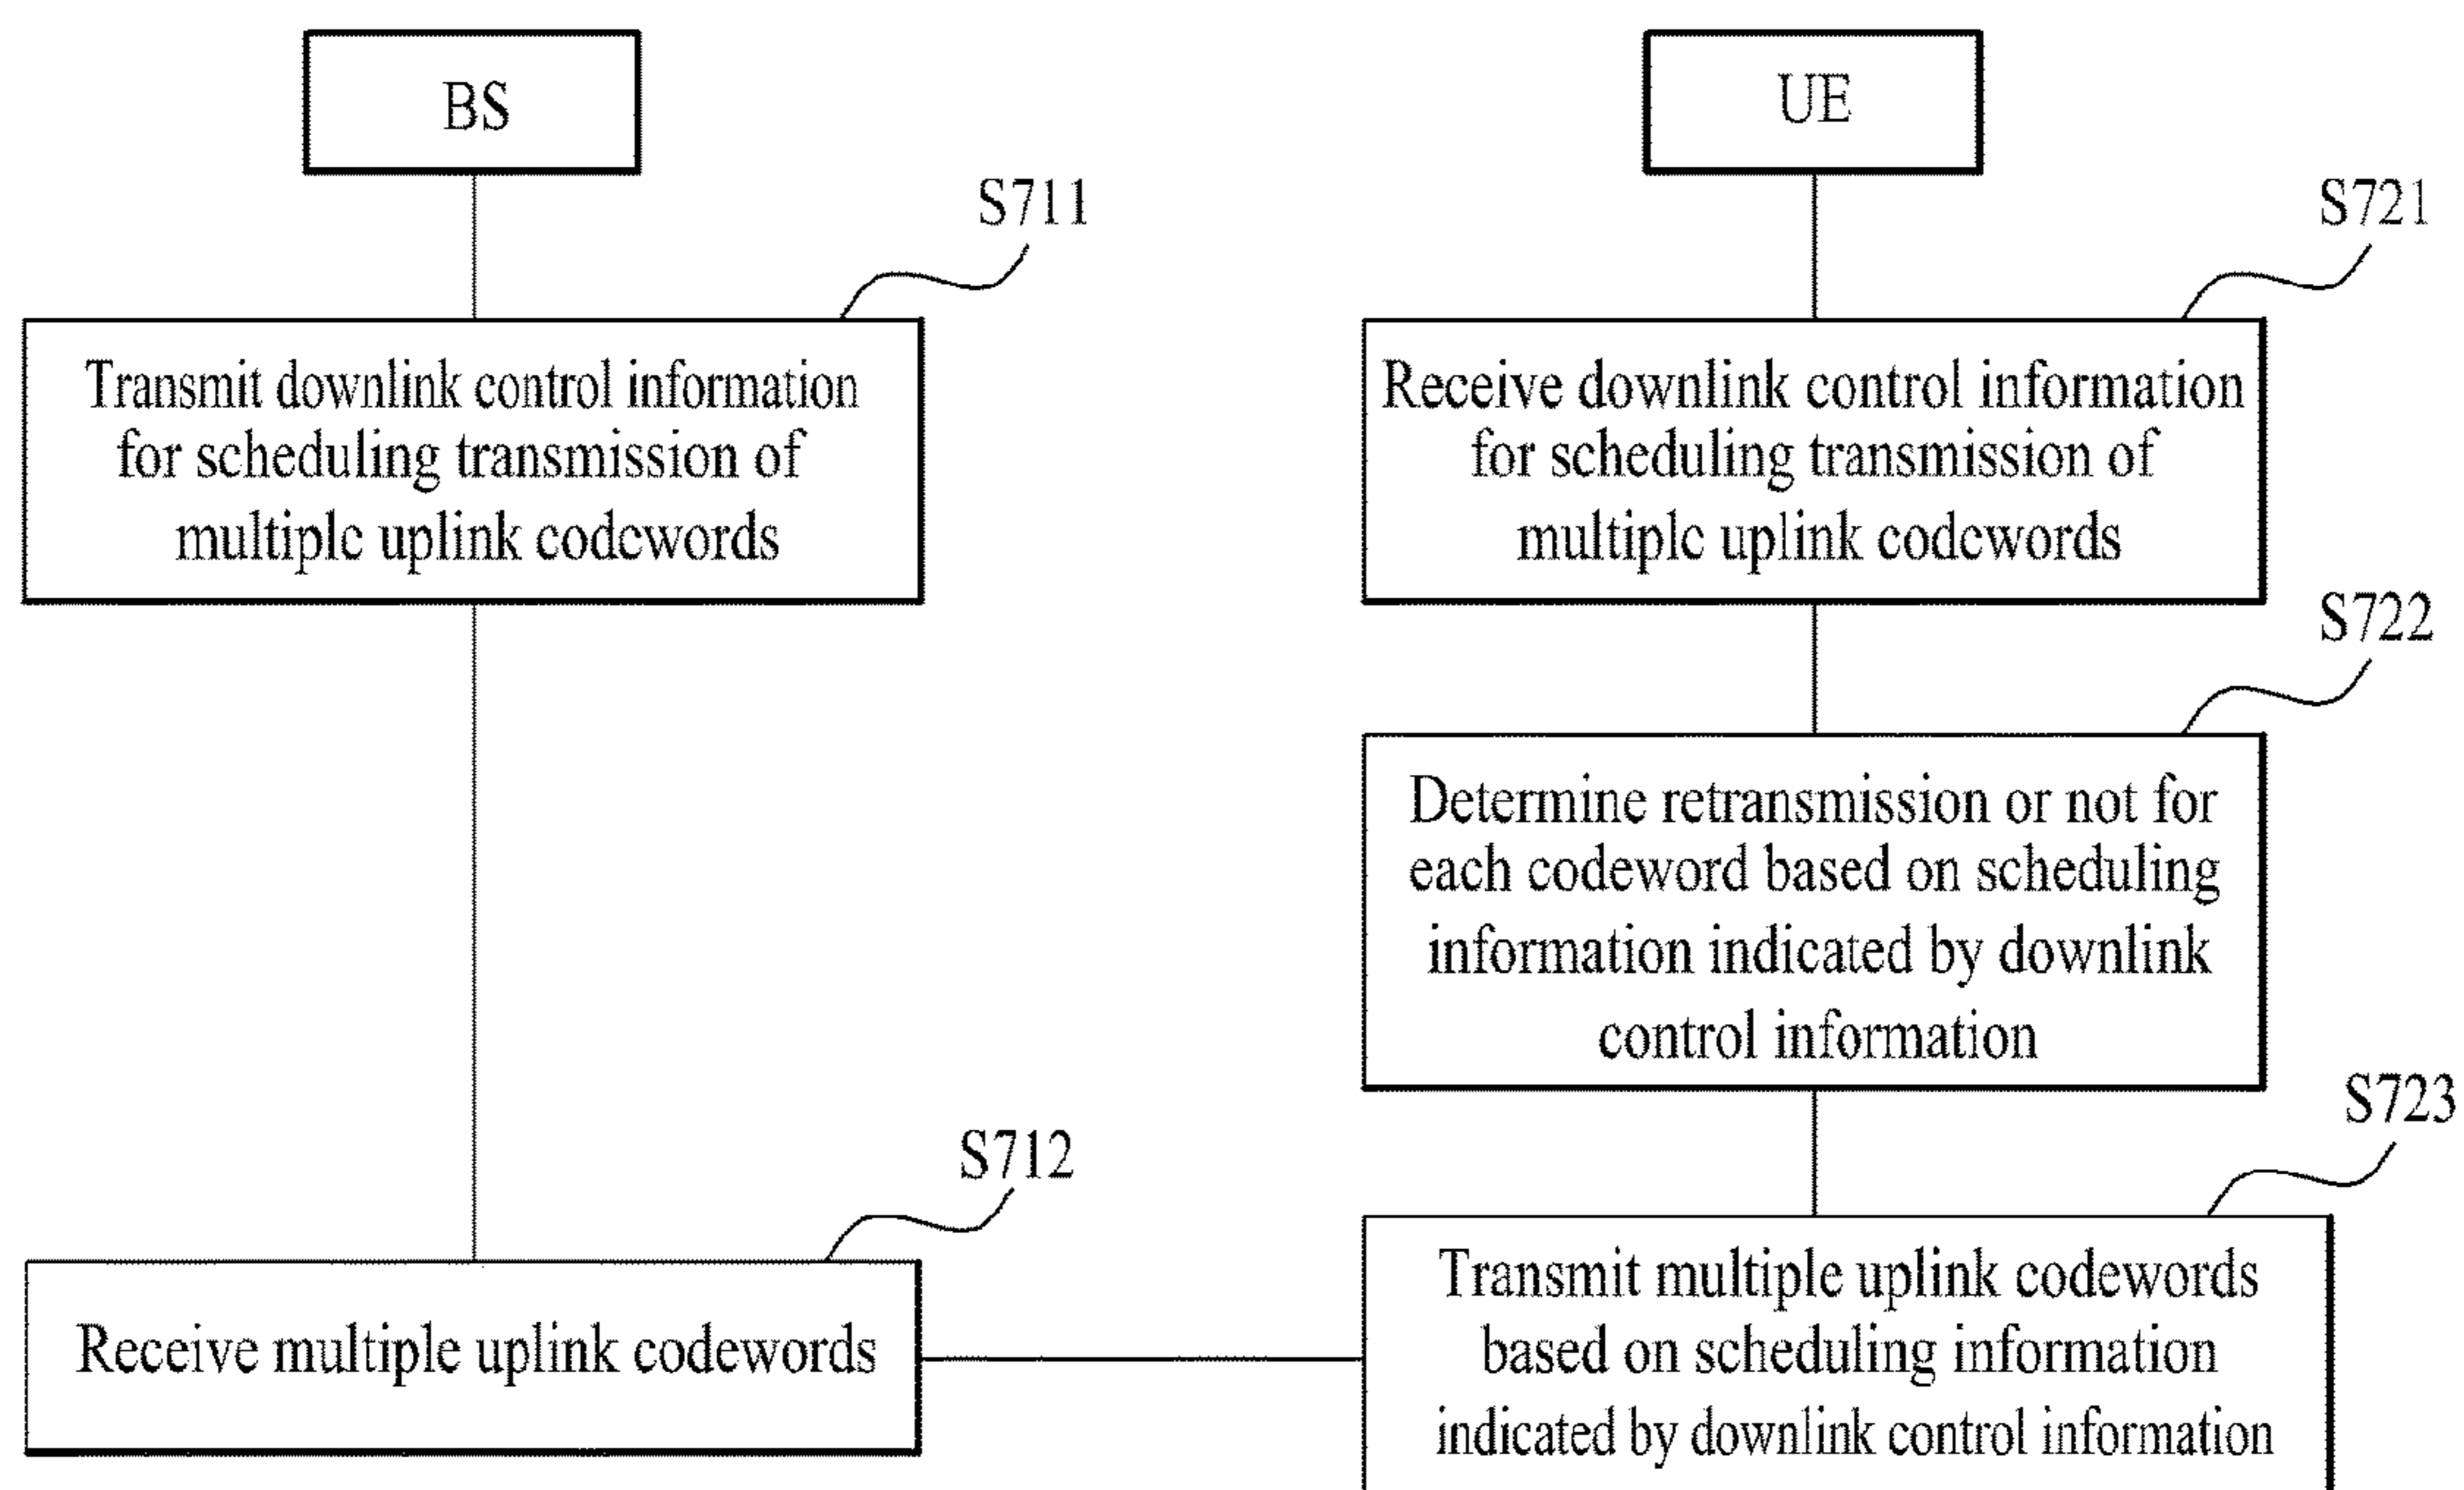 BS
UE
S711
S721
Transmit downlink control information
for scheduling transmission of
multiple uplink codewords
Receive downlink control information
for scheduling transmission of
multiple uplink codewords
S722
Determine retransmission or not for
each codeword based on scheduling
information indicated by downlink
control information
S723
S712
Receive multiple uplink codewords
Transmit multiple uplink codewords
based on scheduling information
indicated by downlink control information